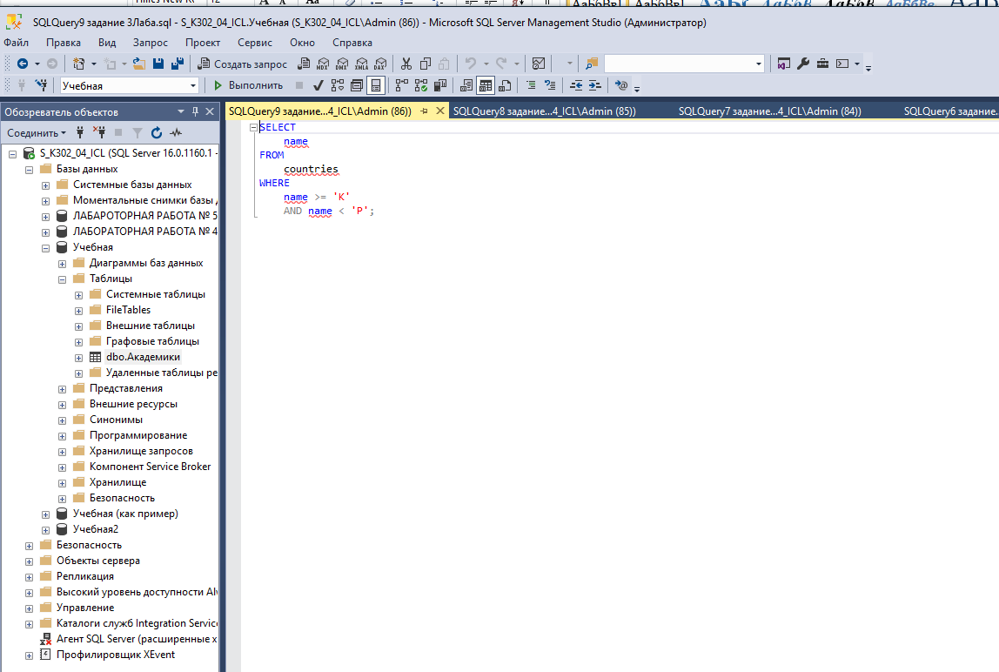 SQLQuery9 задание 3Лаба.sql - S_K302_04_ICL.Учебная (S_K302_04_ICL\Admin (86)) - Microsoft SQL Server Management Studio (Администратор)
Файл Правка Вид Запрос Проект Сервис Окно Справка
Создать запрос MDX DMX XMLA DAX
Учебная Выполнить
Обозреватель объектов
SQLQuery9 задание...4_ICL\Admin (86)) SQLQuery8 задание...4_ICL\Admin (85)) SQLQuery7 задание...4_ICL\Admin (84)) SQLQuery6 задание.
Соединить
S_K302_04_ICL (SQL Server 16.0.1160.1 -
Базы данных
Системные базы данных
Моментальные снимки базы
ЛАБАРОТОРНАЯ РАБОТА № 5
ЛАБОРАТОРНАЯ РАБОТА № 4
Учебная
Диаграммы баз данных
Таблицы
Системные таблицы
FileTables
Внешние таблицы
Графовые таблицы
dbo.Академики
Удаленные таблицы ре
Представления
Внешние ресурсы
Синонимы
Программирование
Хранилище запросов
Компонент Service Broker
Хранилище
Безопасность
Учебная (как пример)
Учебная2
Безопасность
Объекты сервера
Репликация
Высокий уровень доступности Al
Управление
Каталоги служб Integration Servic
Агент SQL Server (расширенные х
Профилировщик XEvent
SELECT
name
FROM
countries
WHERE
name >= 'K'
AND name < 'P';